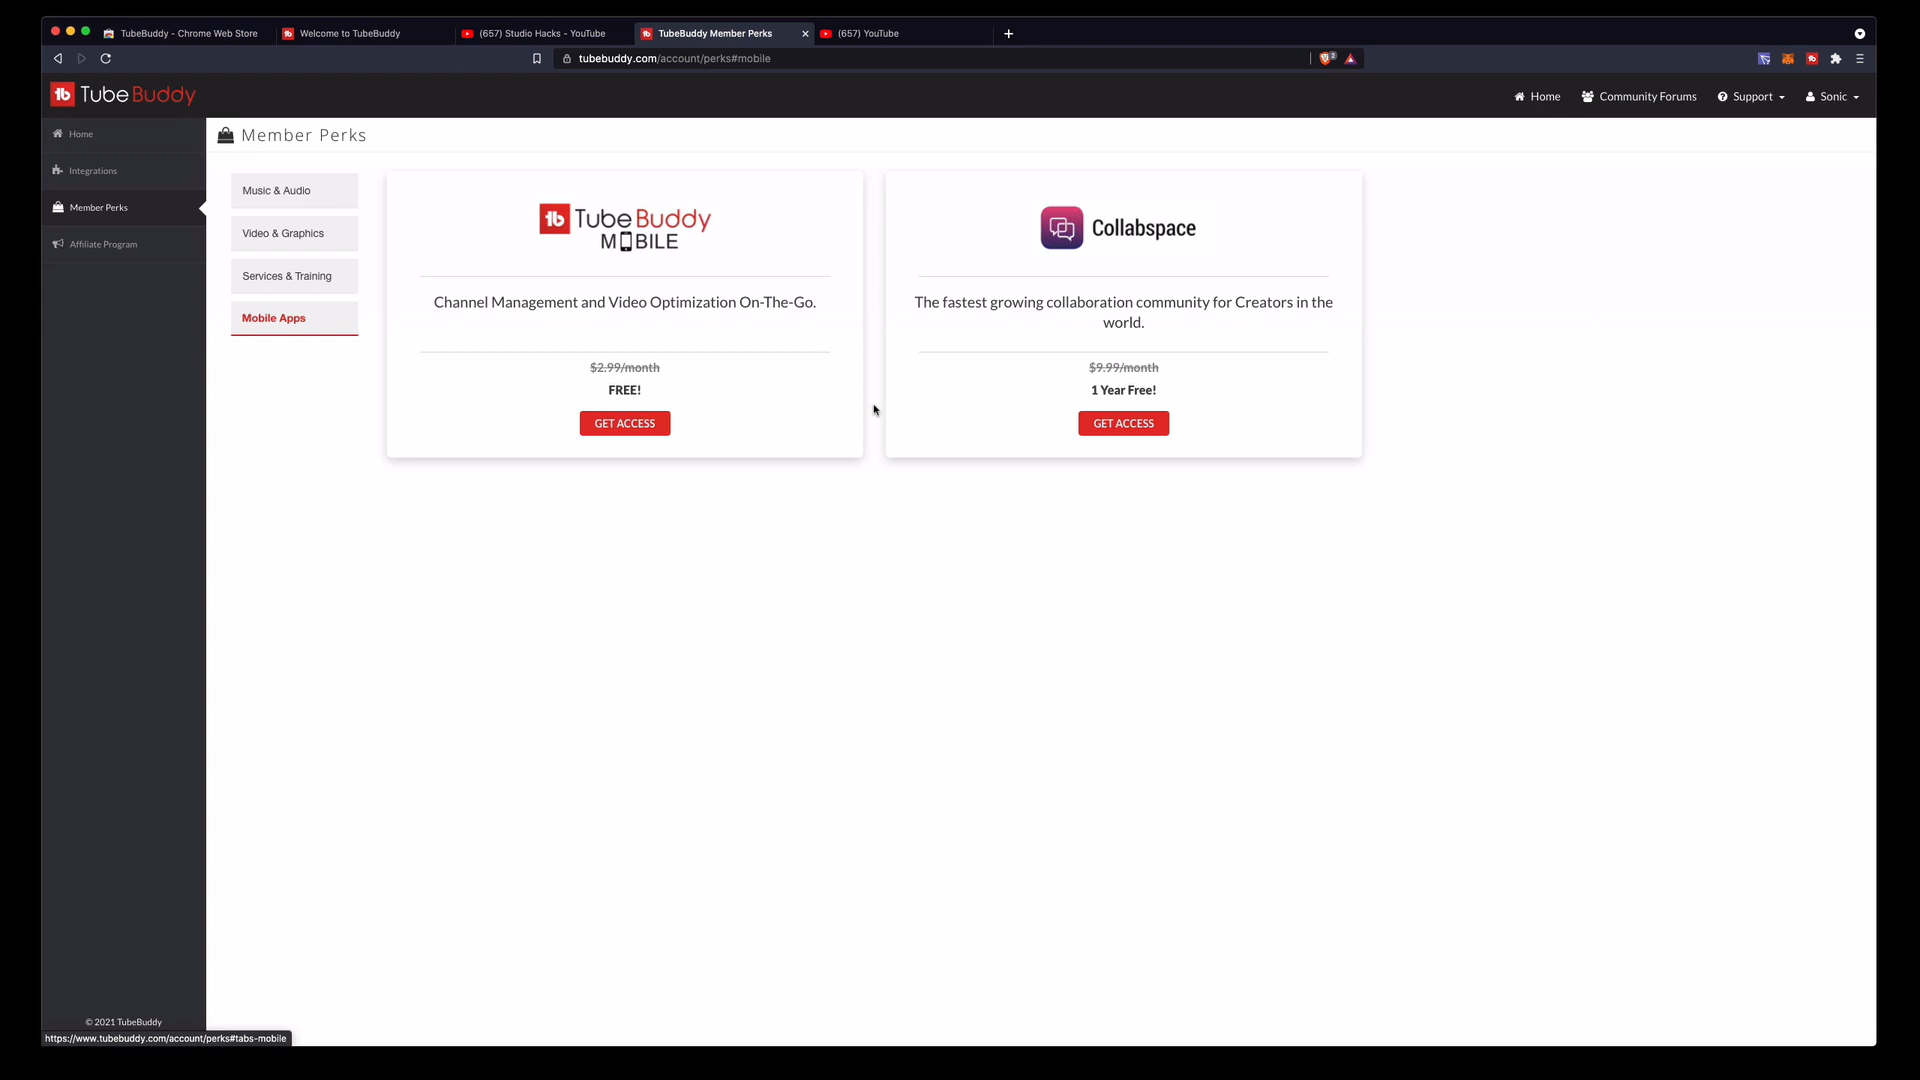 TubeBuddy - Chrome Web Store
Welcome to TubeBuddy
(657) Studio Hacks - YouTube
TubeBuddy Member Perks
(657) YouTube
tubebuddy.com/account/perks#mobile
TubeBuddy
Home
Community Forums
Support
Sonic
Home
Integrations
Member Perks
Affiliate Program
Member Perks
Music & Audio
Video & Graphics
Services & Training
Mobile Apps
TubeBuddy
MOBILE
Channel Management and Video Optimization On-The-Go.
$2.99/month
FREE!
GET ACCESS
Collabspace
The fastest growing collaboration community for Creators in the
world.
$9.99/month
1 Year Free!
GET ACCESS
© 2021 TubeBuddy
https://www.tubebuddy.com/account/perks#tabs-mobile